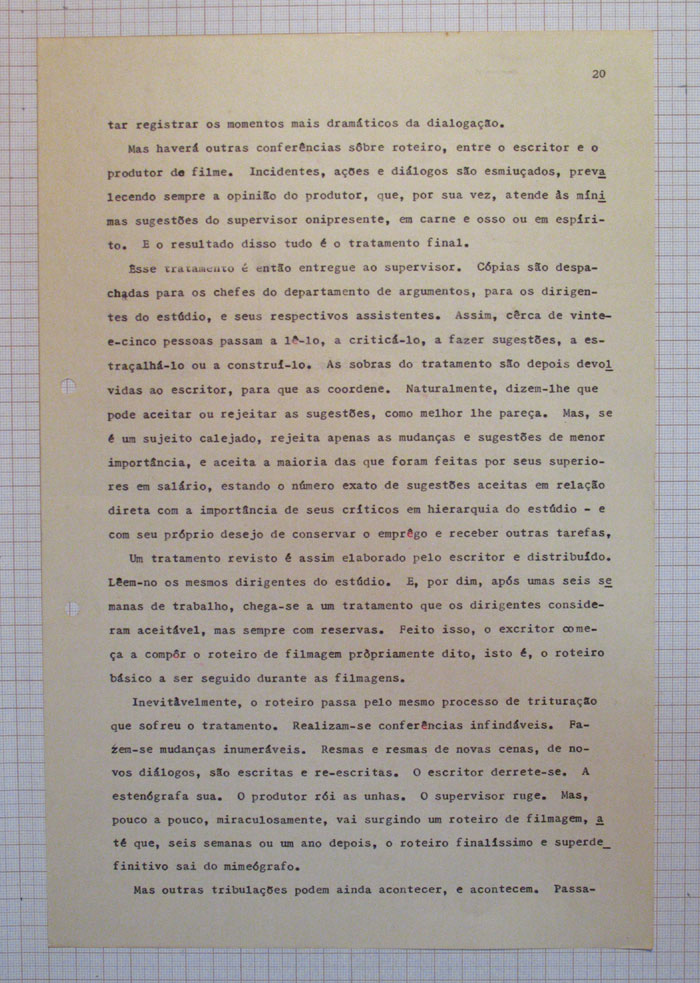 20
tar registrar os momentos mais dramáticos da dialogação.
Mas haverá outras conferências sôbre roteiro, entre o escritor e o
produtor de filme. Incidentes, ações e diálogos são esmiuçados, preva
lecendo sempre a opinião do produtor, que, por sua vez, atende às míni
mas sugestões do supervisor onipresente, em carne e osso ou em espíri-
to. E o resultado disso tudo é o tratamento final.
Êsse tratamento é então entregue ao supervisor. Cópias são despa-
chadas para os chefes do departamento de argumentos, para os dirigen-
tes do estúdio, e seus respectivos assistentes. Assim, cêrca de vinte-
e-cinco pessoas passam a lê-lo, a criticá-lo, a fazer sugestões, a es-
traçalhá-lo ou a construí-lo. As sobras do tratamento são depois devol
vidas ao escritor, para que as coordene. Naturalmente, dizem-lhe que
pode aceitar ou rejeitar as sugestões, como melhor lhe pareça. Mas, se
é um sujeito calejado, rejeita apenas as mudanças e sugestões de menor
importância, e aceita a maioria das que foram feitas por seus superio-
res em salário, estando o número exato de sugestões aceitas em relação
direta com a importância de seus críticos em hierarquia do estúdio - e
com seu próprio desejo de conservar o emprêgo e receber outras tarefas,
Um tratamento revisto é assim elaborado pelo escritor e distribuído.
Lêem-no os mesmos dirigentes do estúdio. E, por dim, após umas seis se
manas de trabalho, chega-se a um tratamento que os dirigentes conside-
ram aceitável, mas sempre com reservas. Feito isso, o excritor come-
ça a compôr o roteiro de filmagem pròpriamente dito, isto é, o roteiro
básico a ser seguido durante as filmagens.
Inevitàvelmente, o roteiro passa pelo mesmo processo de trituração
que sofreu o tratamento. Realizam-se conferências infindáveis. Fa-
zem-se mudanças inumeráveis. Resmas e resmas de novas cenas, de no-
vos diálogos, são escritas e re-escritas. O escritor derrete-se. A
estenógrafa sua. O produtor rói as unhas. O supervisor ruge. Mas,
pouco a pouco, miraculosamente, vai surgindo um roteiro de filmagem, a
té que, seis semanas ou um ano depois, o roteiro finalíssimo e superde_
finitivo sai do mimeógrafo.
Mas outras tribulações podem ainda acontecer, e acontecem. Passa-